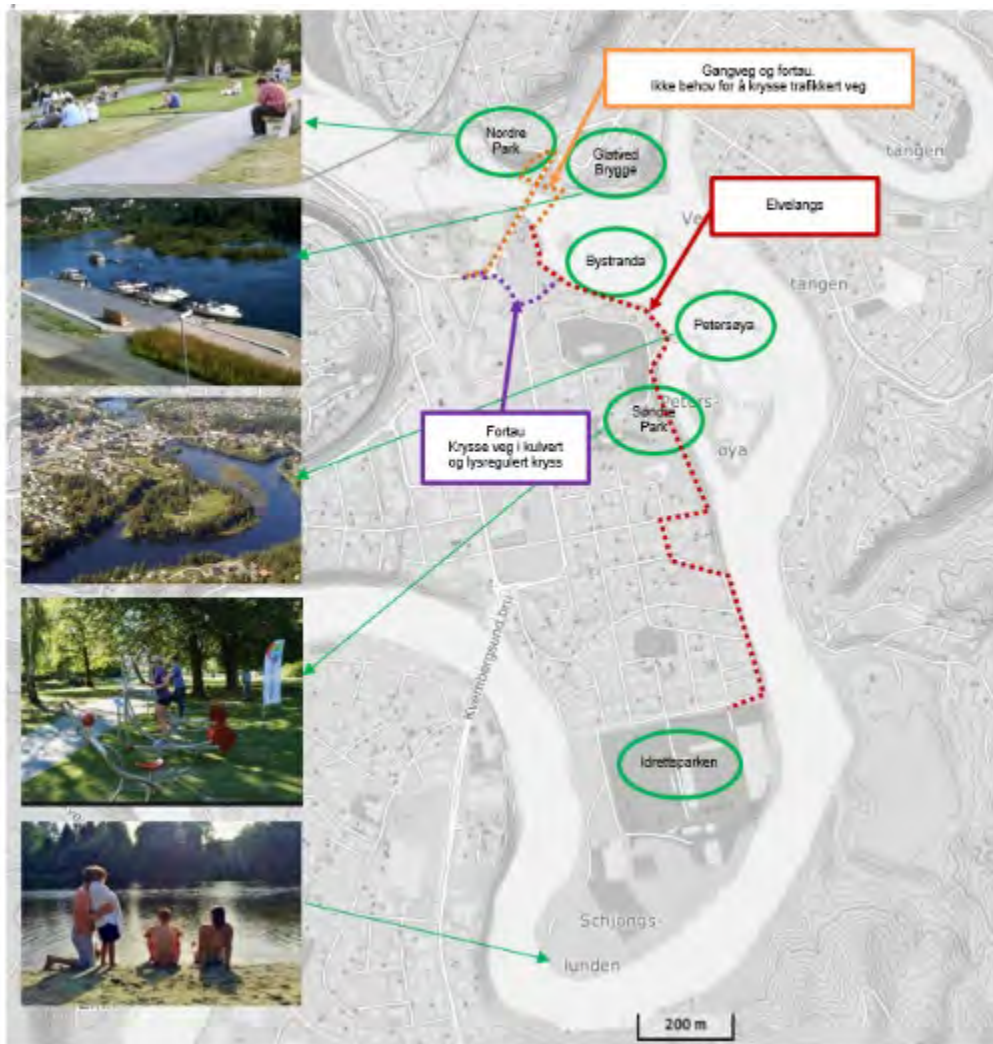 Gangveg og fortau.
Ikke behov for å krysse trafikkert veg
Nordre
Park
Gløtved
Brygge
tangen
Elvelangs
Bystranda
tangen
Petersøya
Fortau
Krysse veg i kulvert
og lysregulert kryss
Søndre
Park
Peters-
øya
Kvernbergsund bru
Idrettsparken
Schjongs-
lunden
200 m